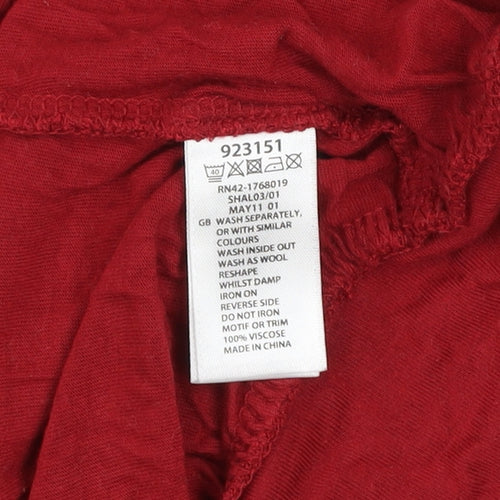 923151
40
RN42-1768019
SHAL03/01
MAY11 01
GB WASH SEPARATELY,
OR WITH SIMILAR
COLOURS
WASH INSIDE OUT
WASH AS WOOL
RESHAPE
WHILST DAMP
IRON ON
REVERSE SIDE
DO NOT IRON
MOTIF OR TRIM
100% VISCOSE
MADE IN CHINA